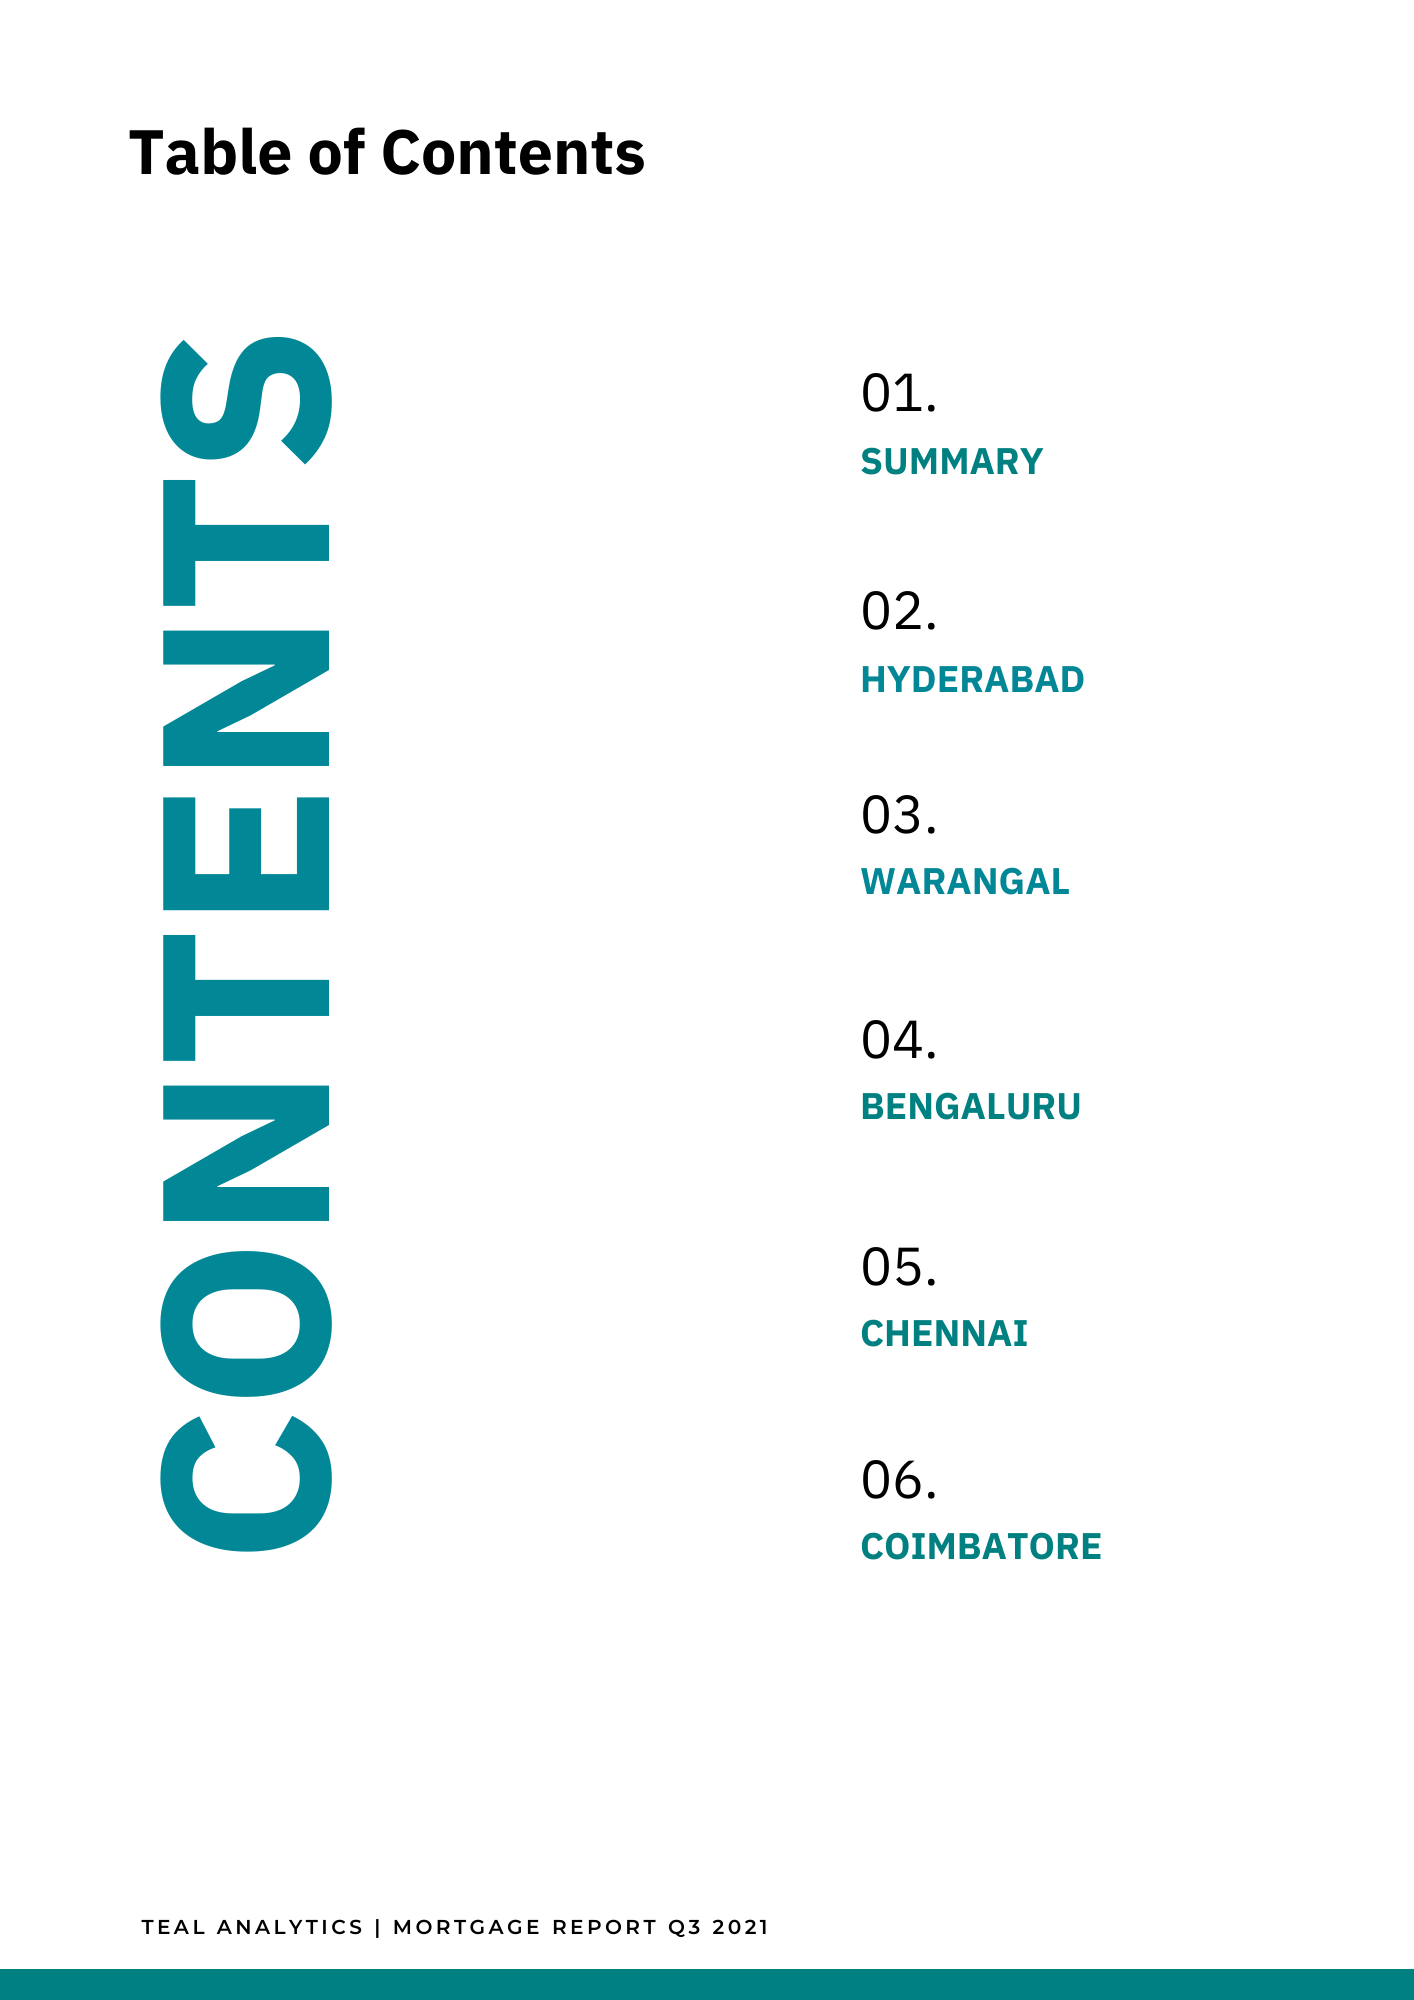 Table of Contents
CONTENTS
01.
SUMMARY
02.
HYDERABAD
03.
WARANGAL
04.
BENGALURU
05.
CHENNAI
06.
COIMBATORE
TEAL ANALYTICS | MORTGAGE REPORT Q3 2021